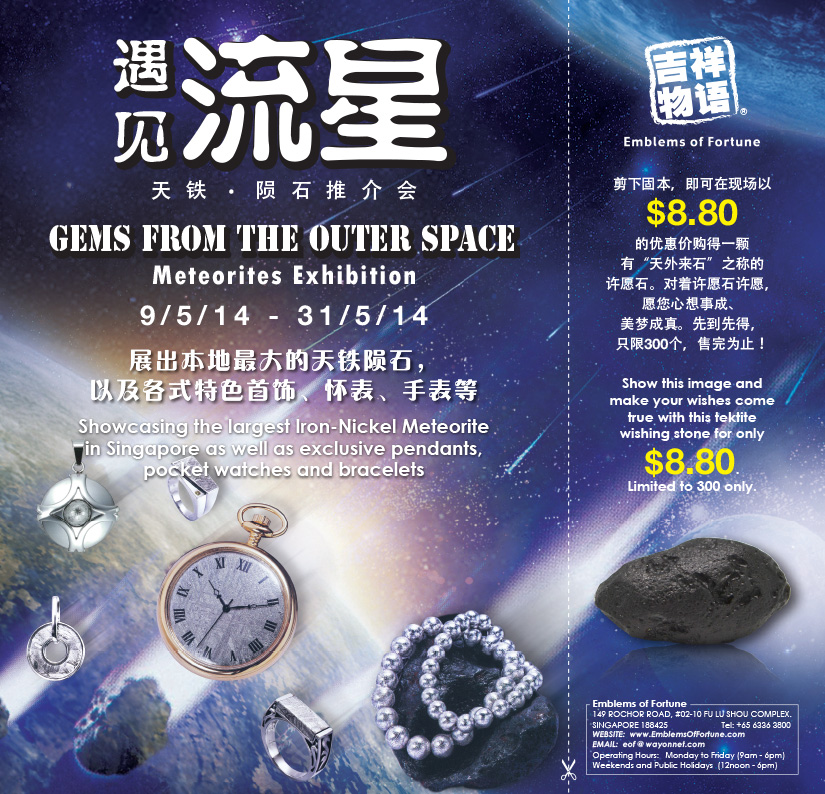 遇见流星
天铁 · 陨石推介会
GEMS FROM THE OUTER SPACE
Meteorites Exhibition
9/5/14 - 31/5/14
展出本地最大的天铁陨石，
以及各式特色首饰、怀表、手表等
Showcasing the largest Iron-Nickel Meteorite
in Singapore as well as exclusive pendants,
pocket watches and bracelets
吉祥
物语®
Emblems of Fortune
剪下固本，即可在现场以
$8.80
的优惠价购得一颗
有“天外来石”之称的
许愿石。对着许愿石许愿，
愿您心想事成、
美梦成真。先到先得，
只限300个，售完为止！
Show this image and
make your wishes come
true with this tektite
wishing stone for only
$8.80.
Limited to 300 only.
Emblems of Fortune
149 ROCHOR ROAD, #02-10 FU LU SHOU COMPLEX.
SINGAPORE 188425 Tel: +65 6336 3800
WEBSITE: www.EmblemsOfFortune.com
EMAIL: eof@wayonnet.com
Operating Hours: Monday to Friday (9am - 6pm)
Weekends and Public Holidays (12noon - 6pm)